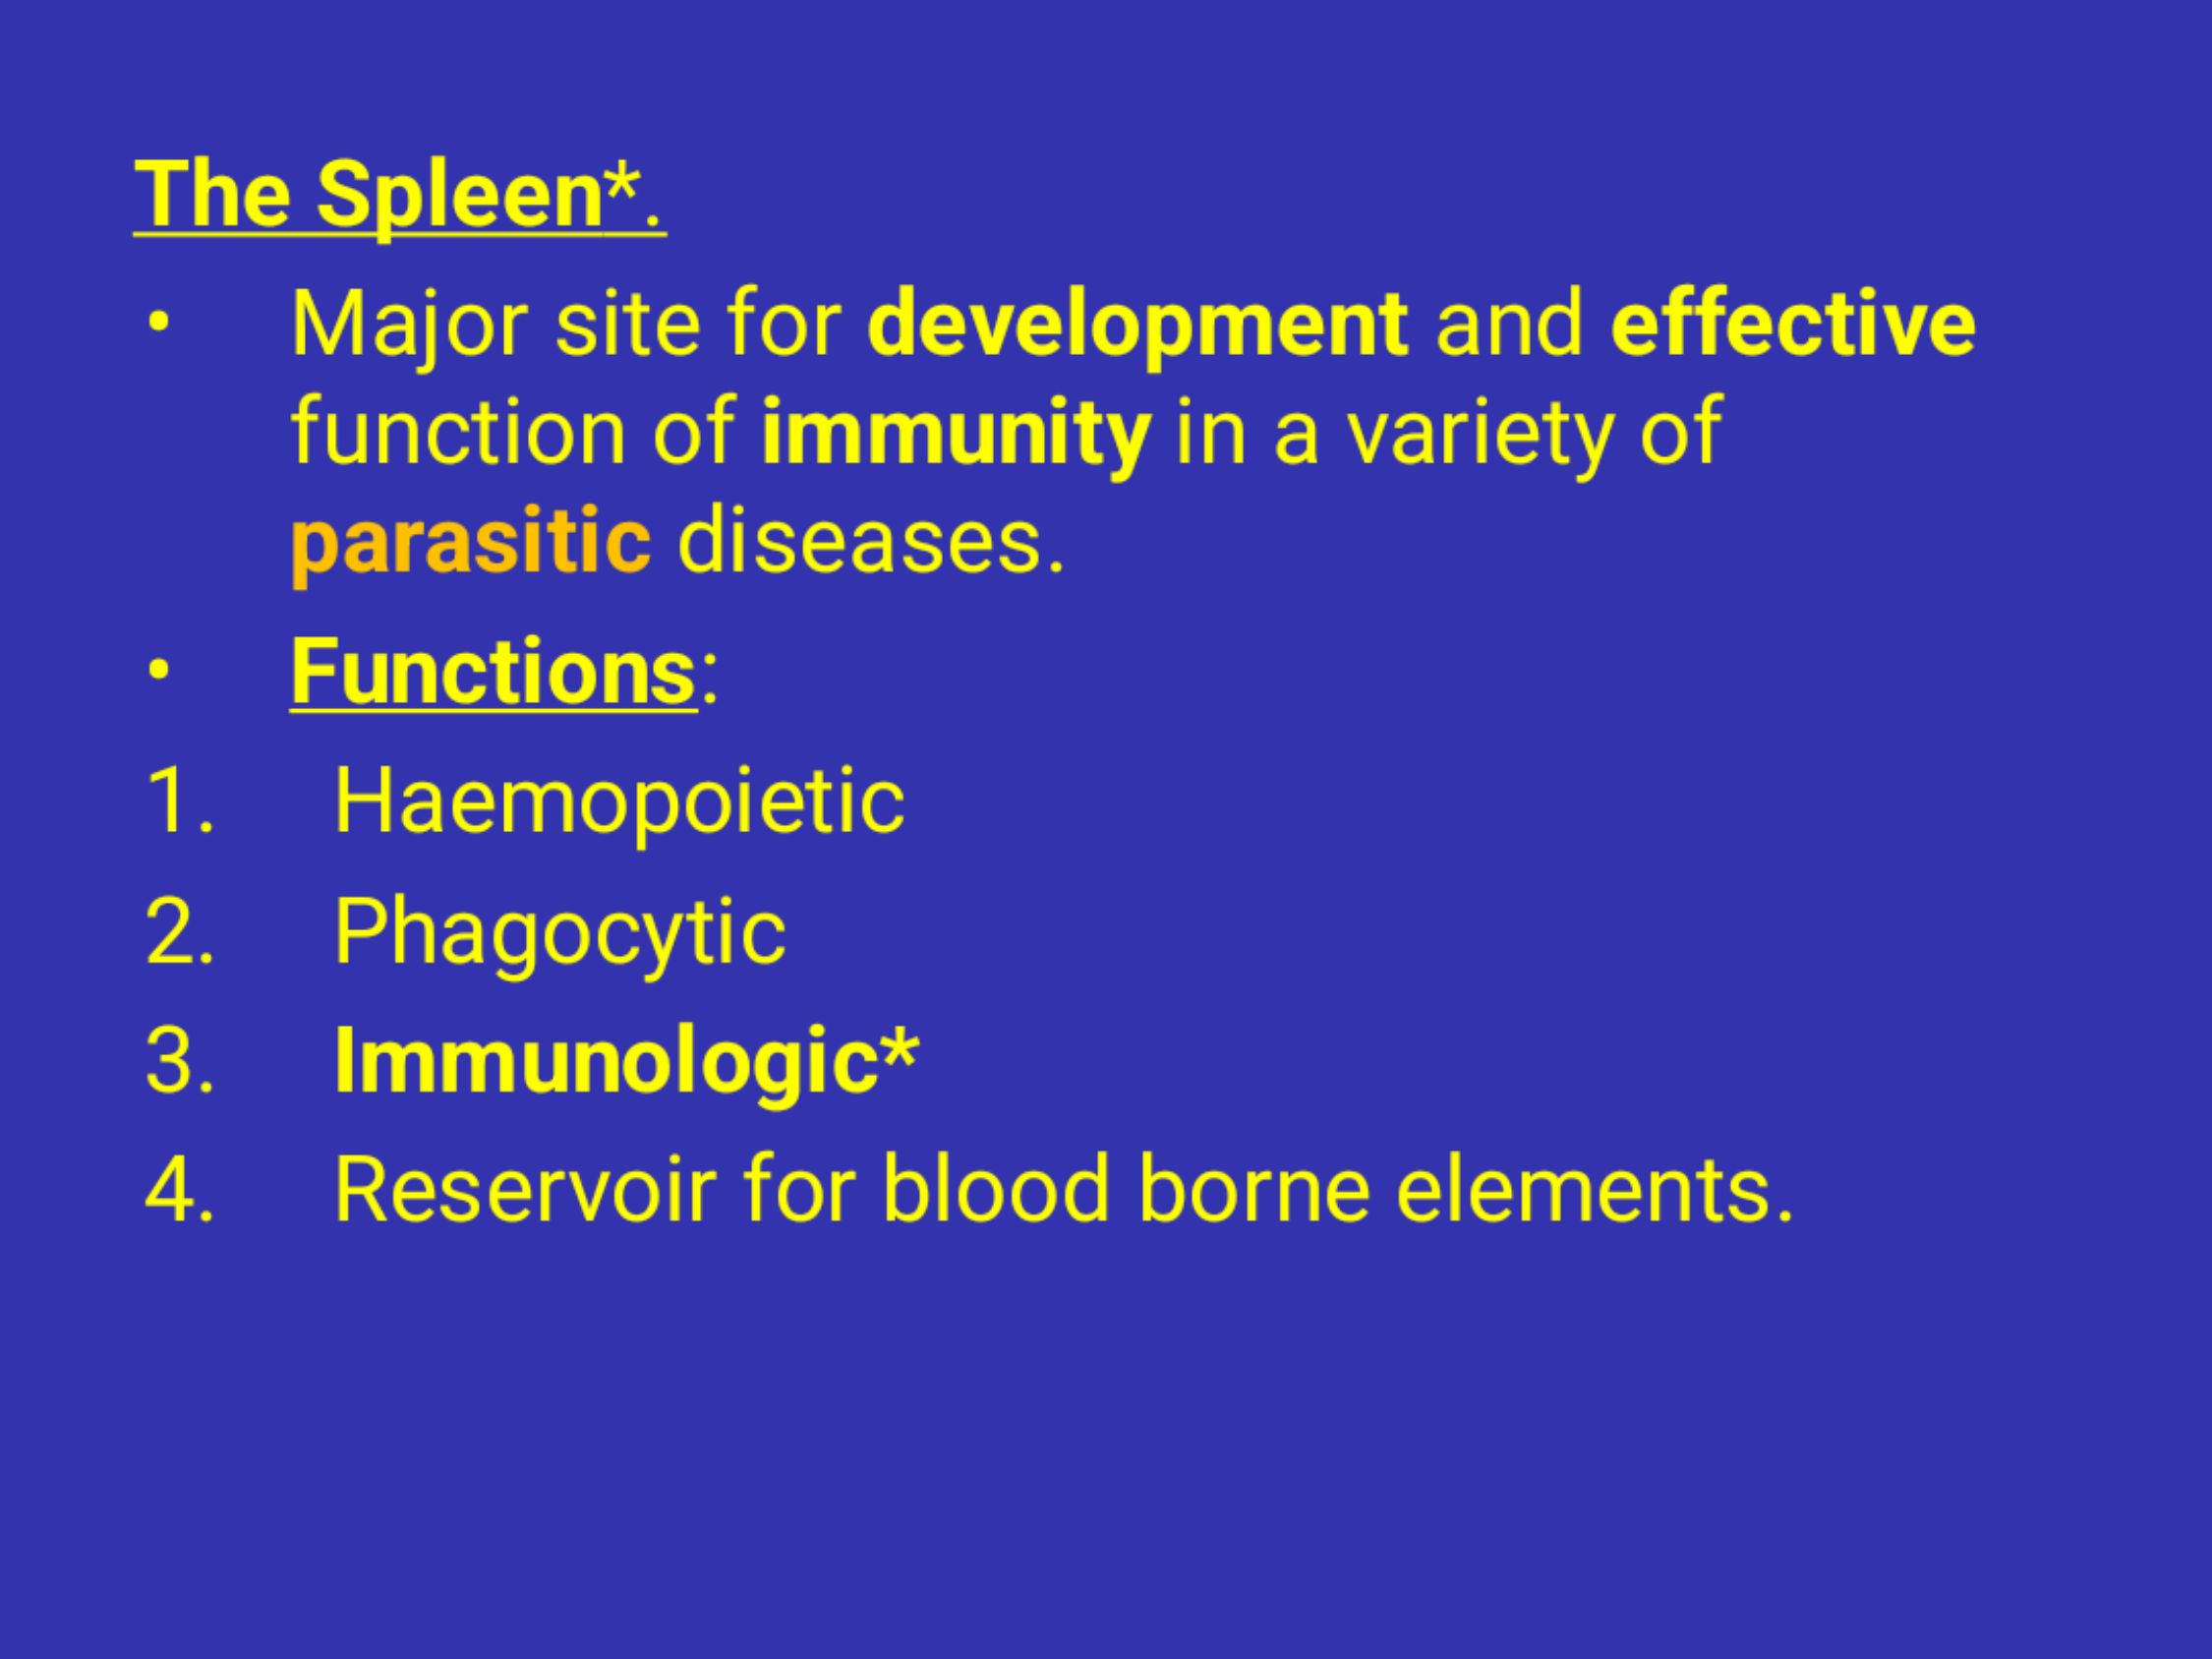 The Spleen*.
• Major site for development and effective
function of immunity in a variety of
parasitic diseases.
• Functions:
1. Haemopoietic
2. Phagocytic
3. Immunologic*
4. Reservoir for blood borne elements.